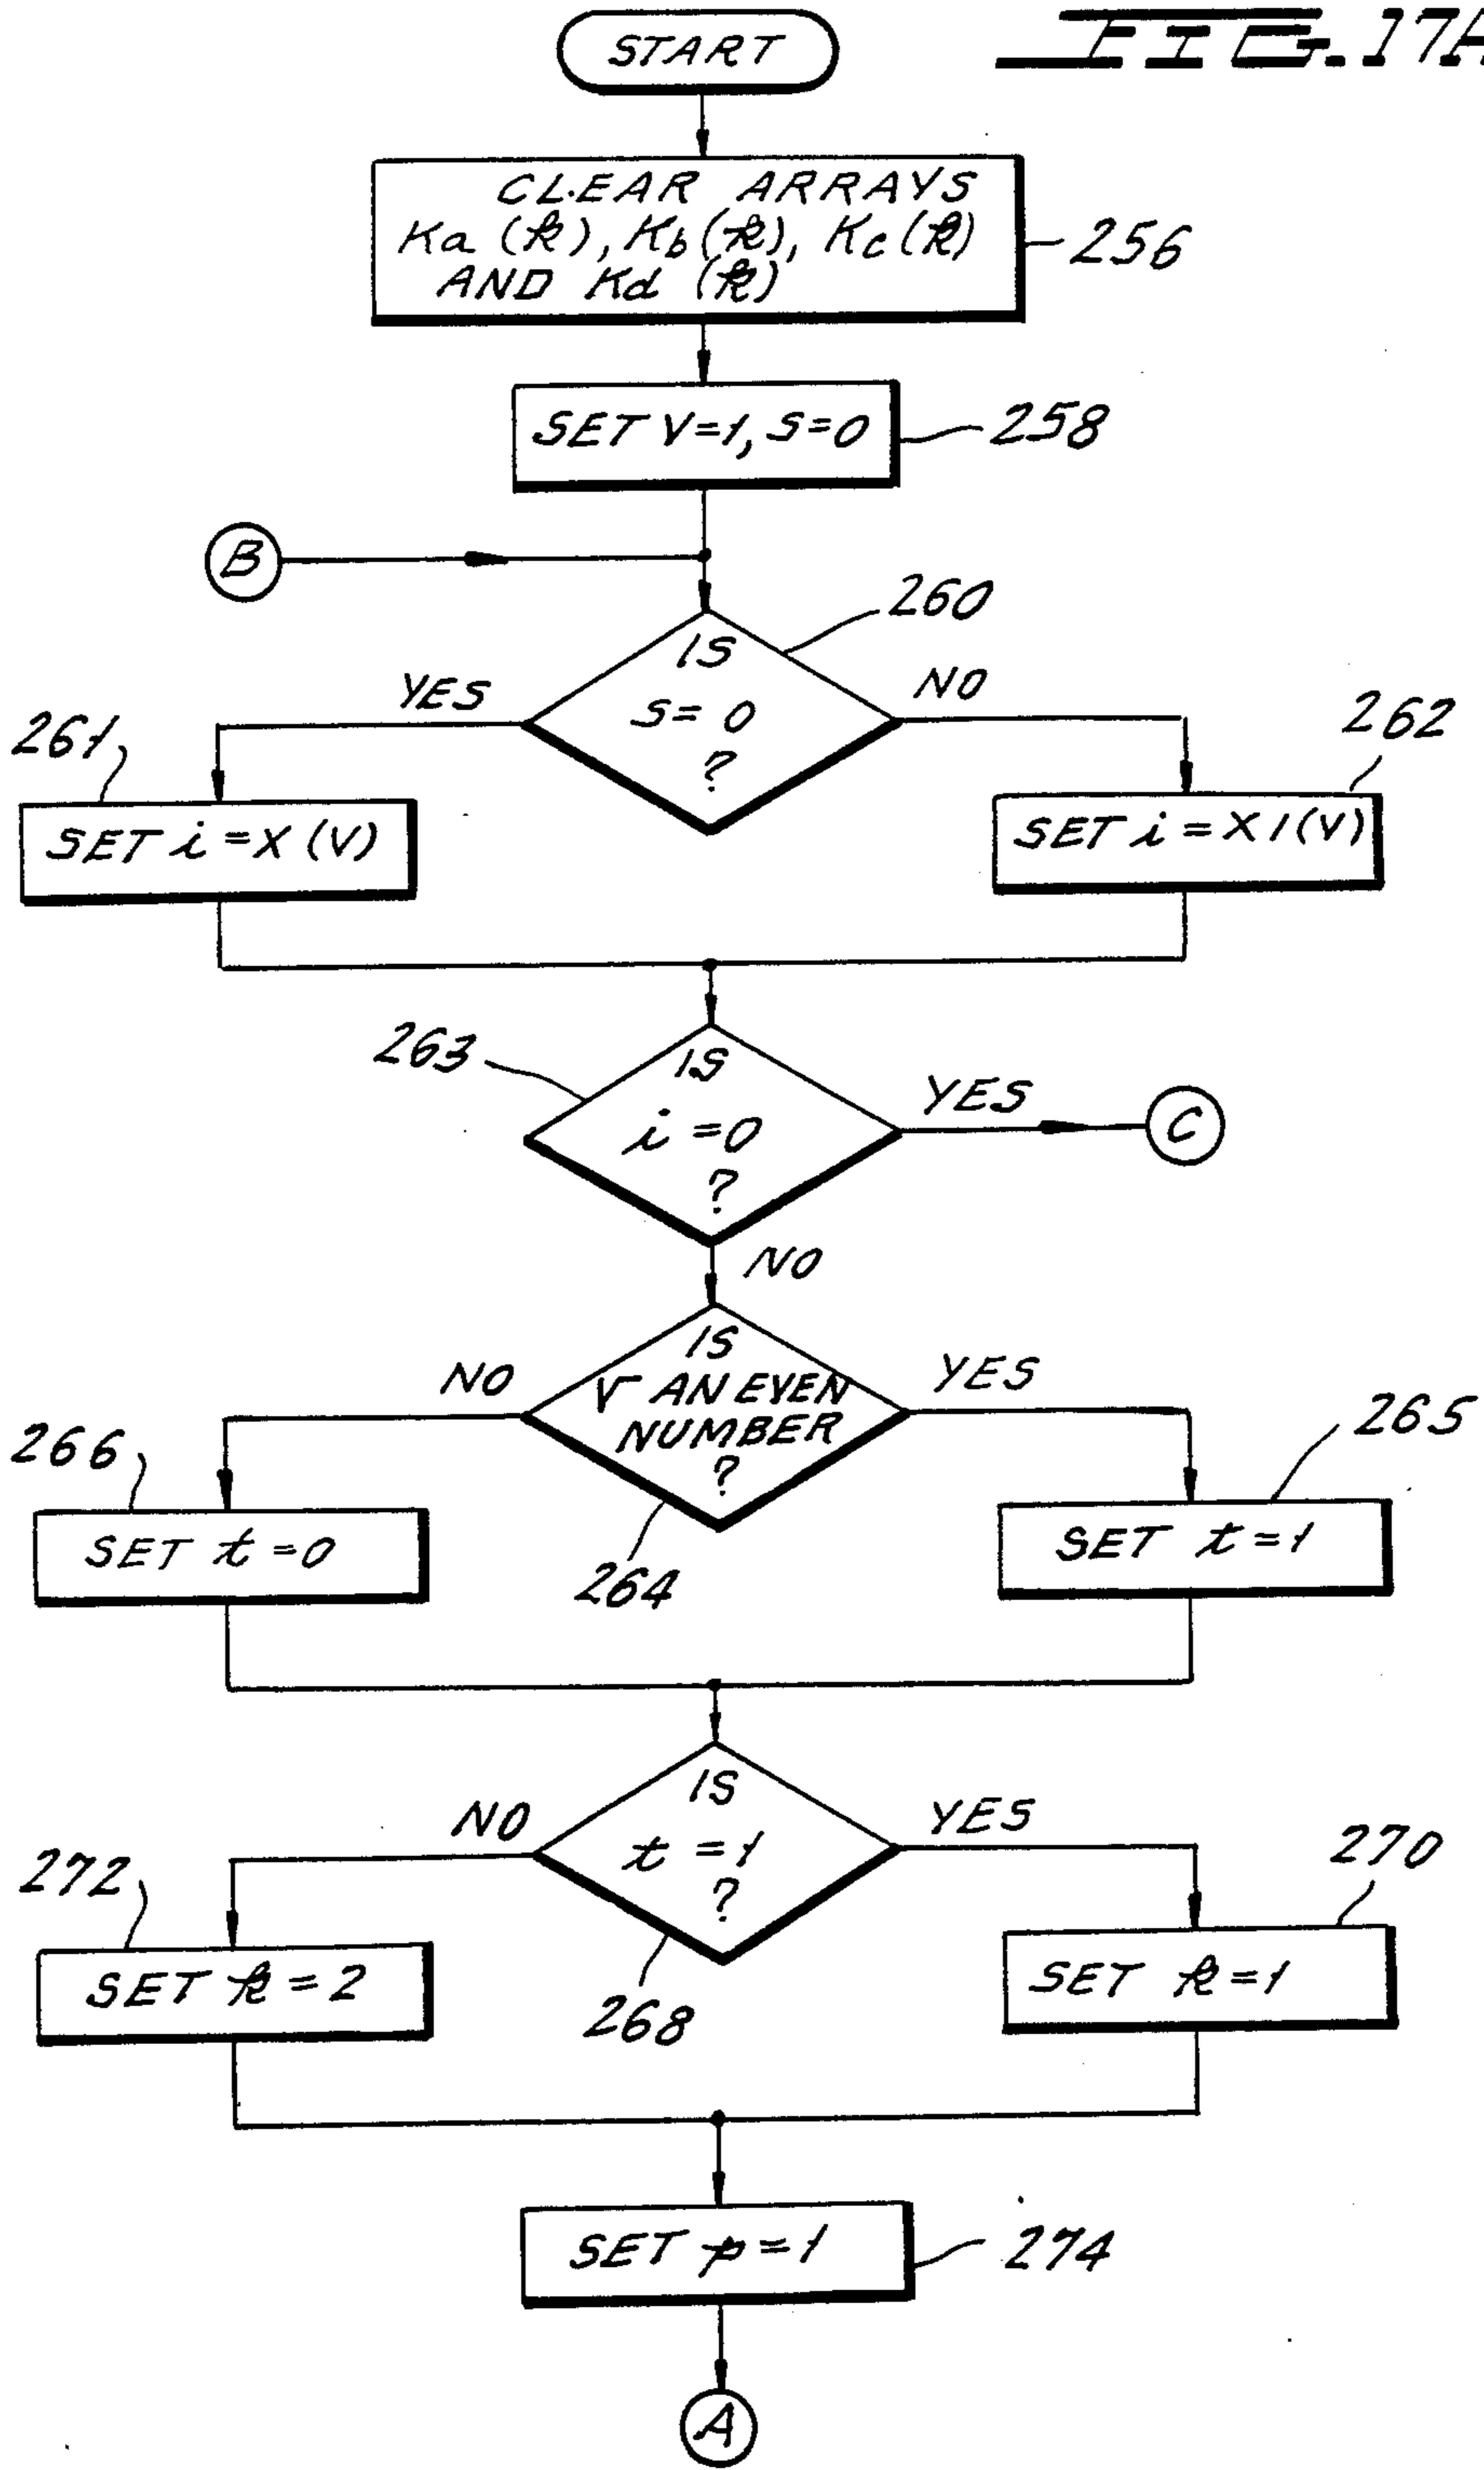 START
FIG. 17A
CLEAR ARRAYS
Ka (k), Kb (k), Kc (k)
AND Kd (k)
256
SET V=1, S=0
258
B
260
IS
S=0
?
YES
NO
261
262
SET i = X (V)
SET i = X1(V)
263
IS
i = 0
?
YES
C
NO
IS
V AN EVEN
NUMBER
?
NO
YES
266
265
264
SET t = 0
SET t = 1
IS
t = 1
?
NO
YES
272
270
268
SET k = 2
SET k = 1
SET p = 1
274
A